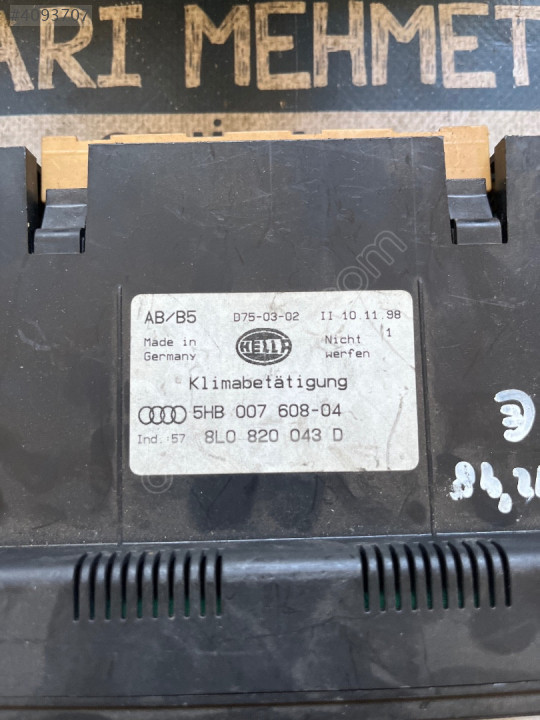 #4093707
ARI MEHMET
AB/B5 D75-03-02 II 10.11.98
Made in Germany HELLA Nicht werfen 1
Klimabetätigung
5HB 007 608-04
Ind. 57 8L0 820 043 D